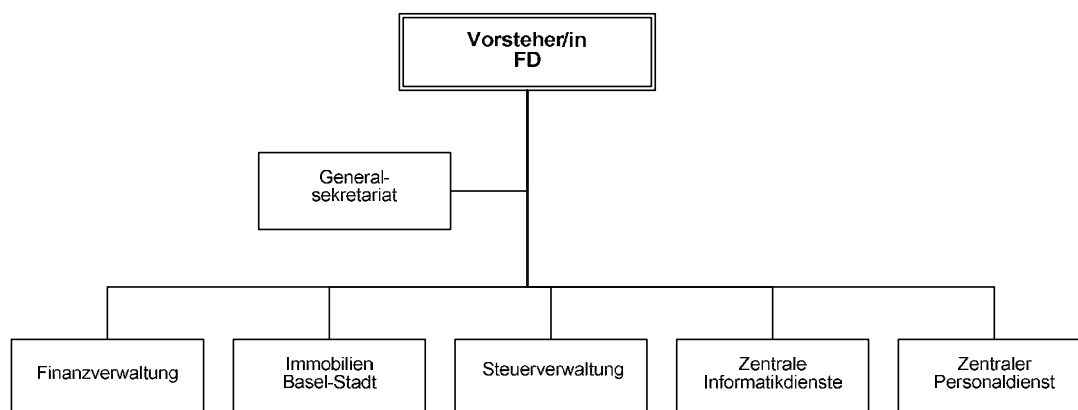 Vorsteher/in
FD
General-
sekretariat
Finanzverwaltung
Immobilien
Basel-Stadt
Steuerverwaltung
Zentrale
Informatikdienste
Zentraler
Personaldienst